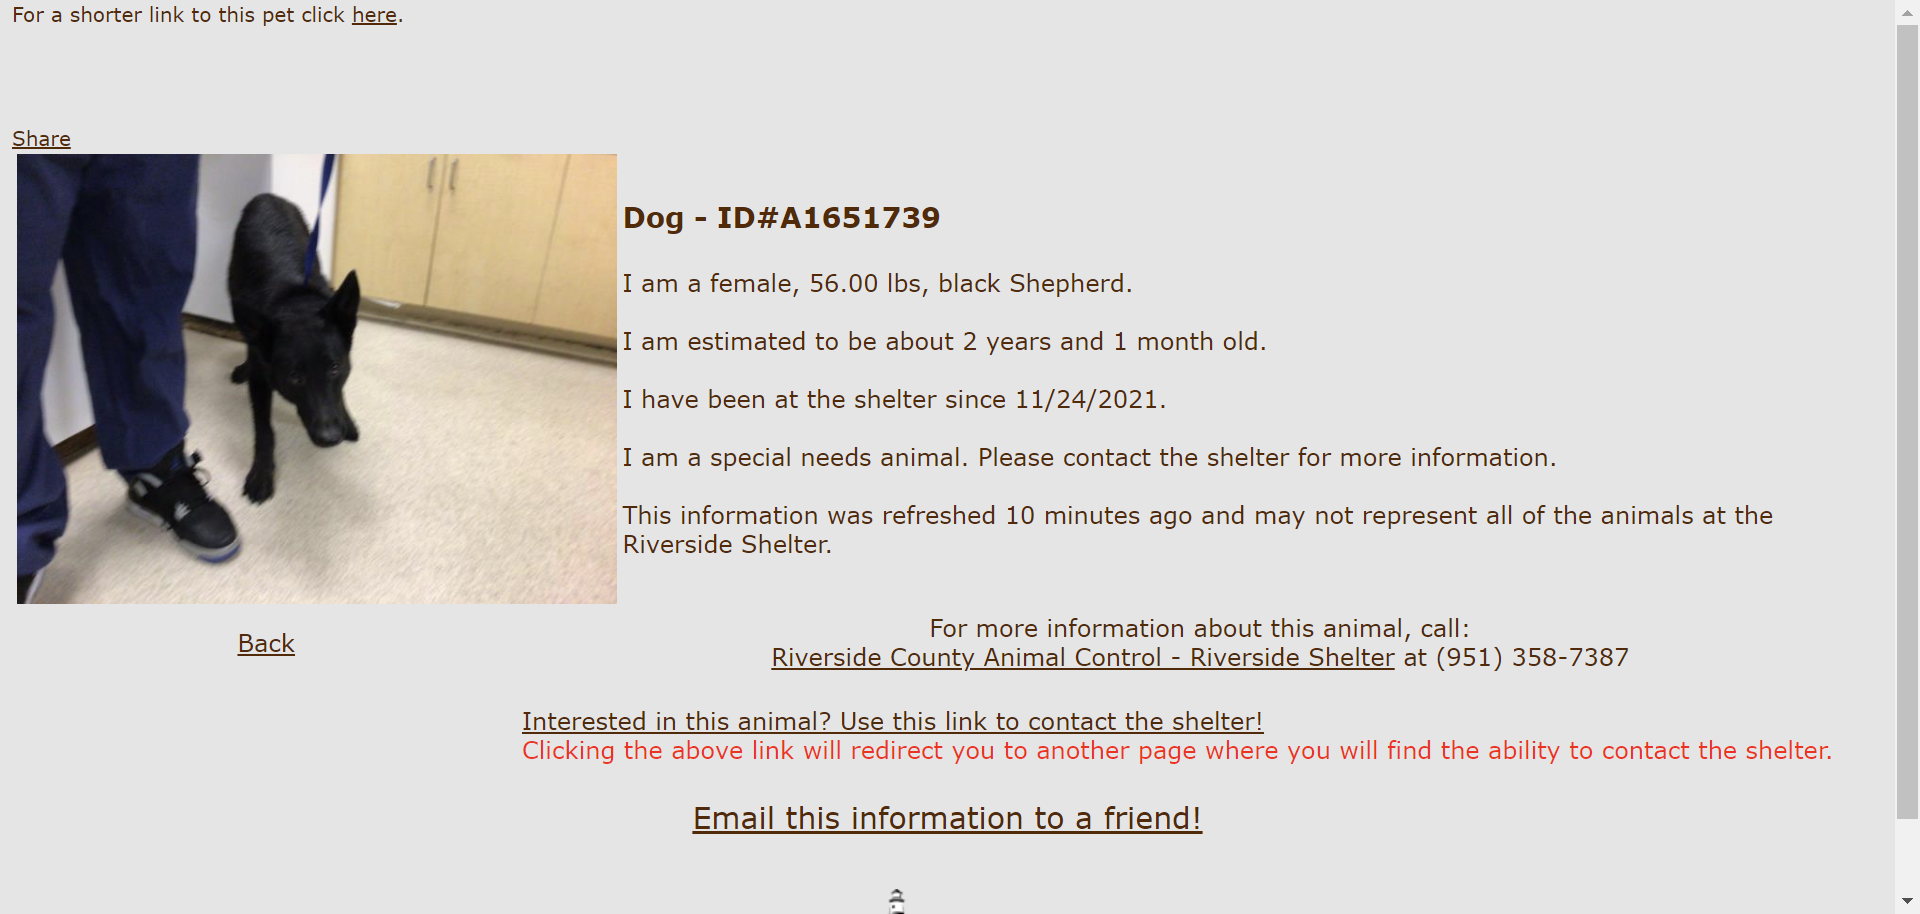 For a shorter link to this pet click here.
Share
Dog - ID#A1651739
I am a female, 56.00 lbs, black Shepherd.
I am estimated to be about 2 years and 1 month old.
I have been at the shelter since 11/24/2021.
I am a special needs animal. Please contact the shelter for more information.
This information was refreshed 10 minutes ago and may not represent all of the animals at the
Riverside Shelter.
Back
For more information about this animal, call:
Riverside County Animal Control - Riverside Shelter at (951) 358-7387
Interested in this animal? Use this link to contact the shelter!
Clicking the above link will redirect you to another page where you will find the ability to contact the shelter.
Email this information to a friend!